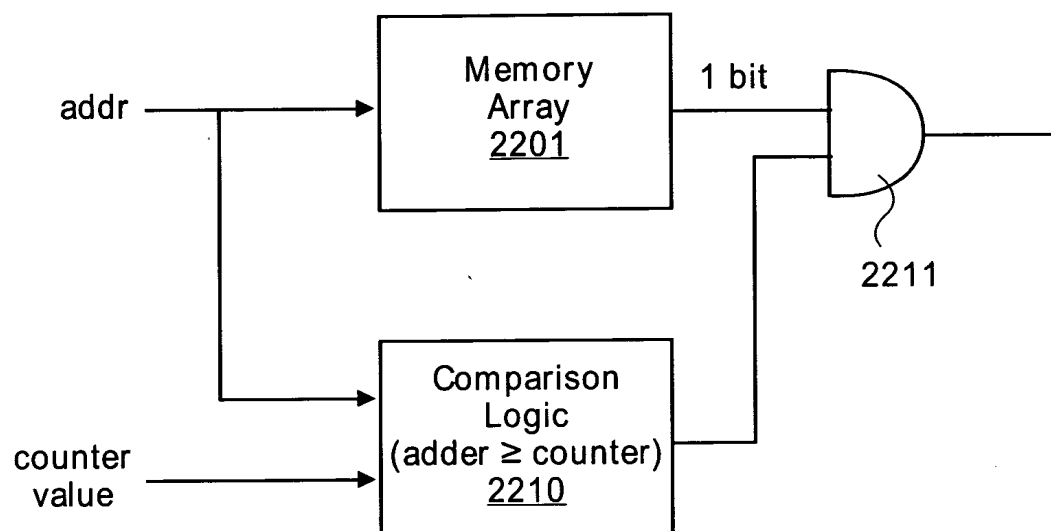 addr
Memory
Array
2201
1 bit
2211
Comparison
Logic
(adder ≥ counter)
2210
counter
value